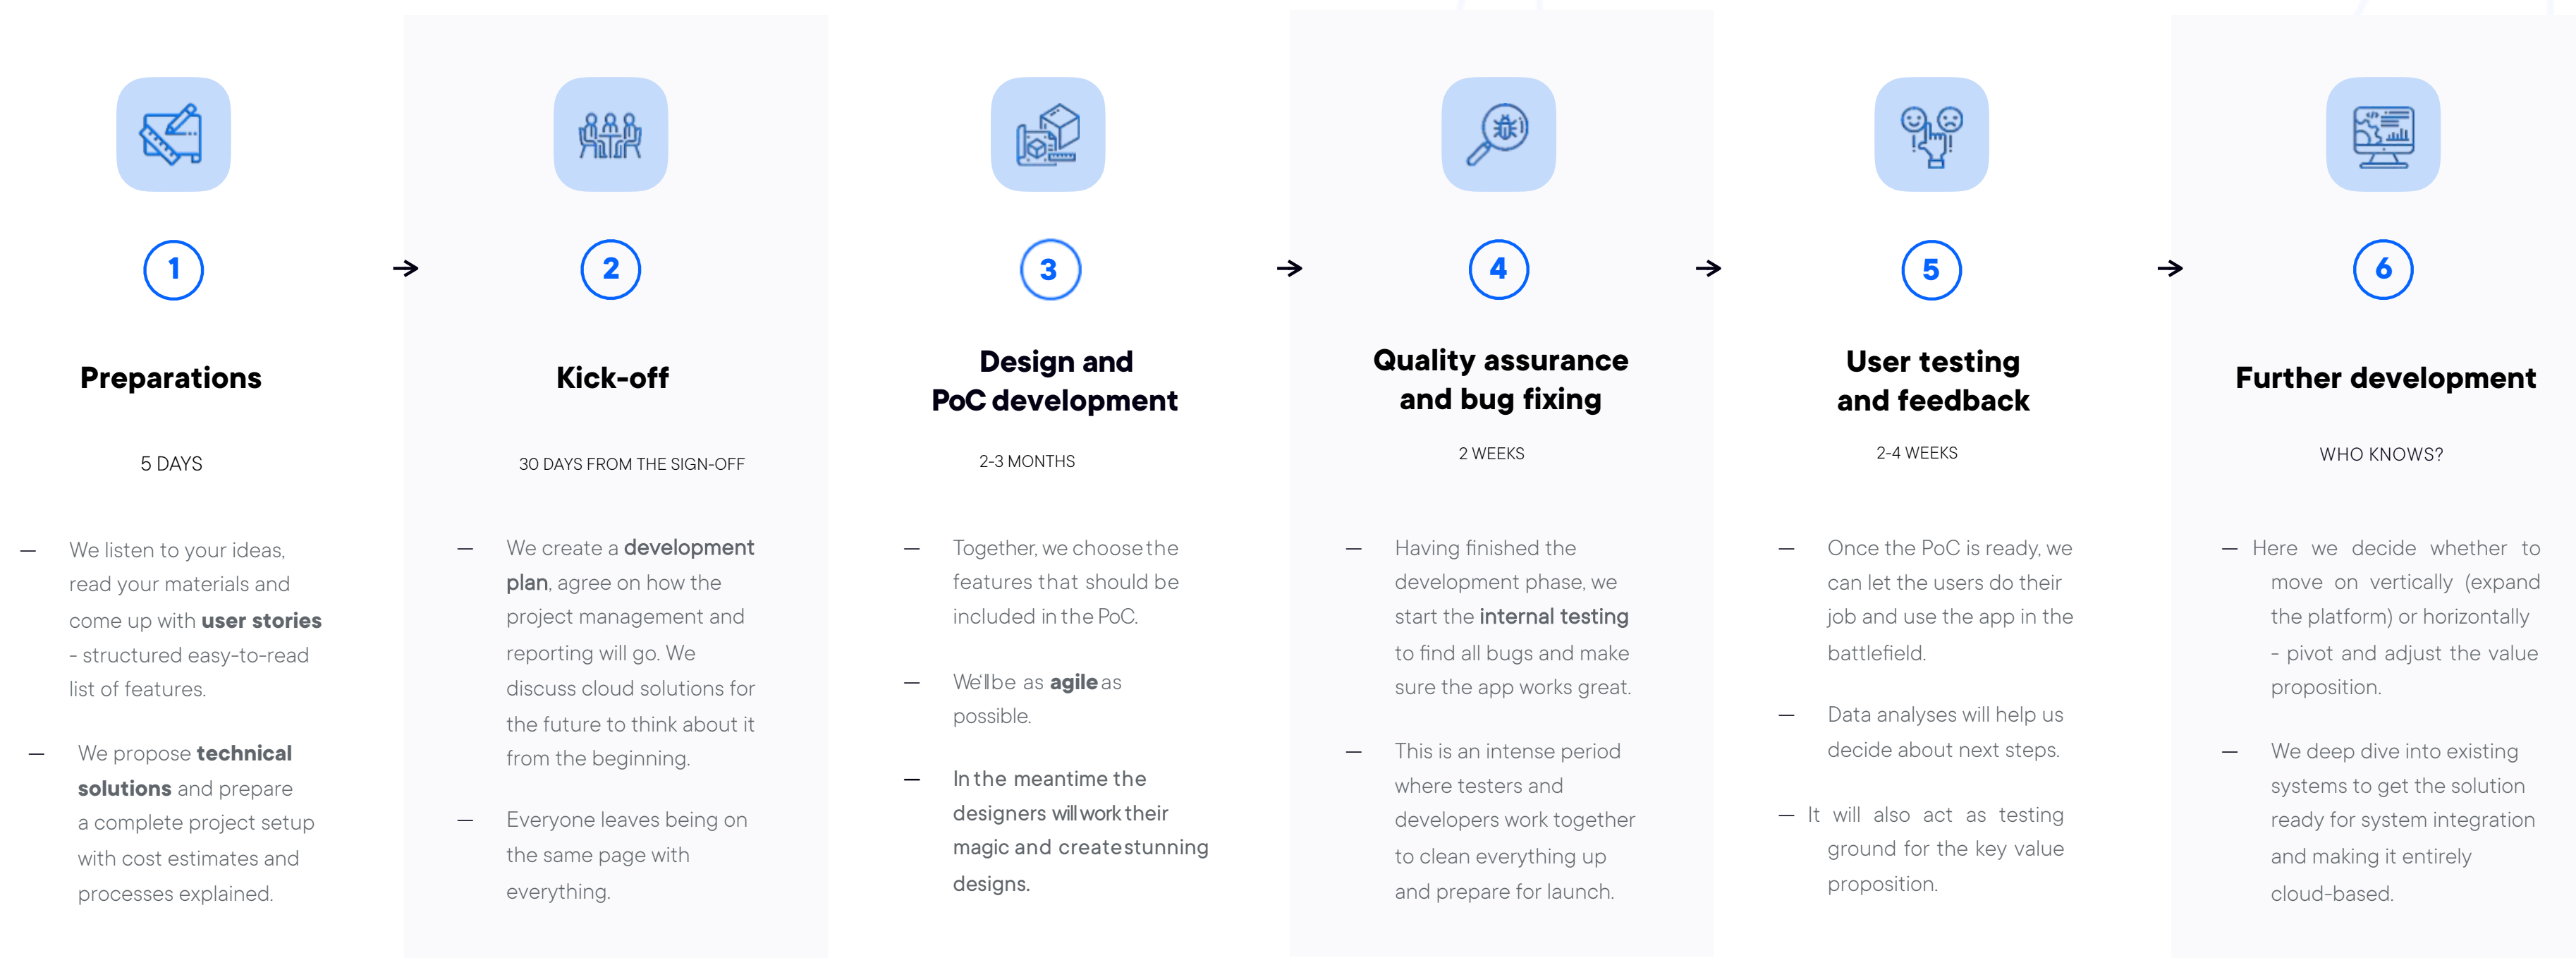 1
Preparations
5 DAYS
— We listen to your ideas,
read your materials and
come up with user stories
- structured easy-to-read
list of features.
— We propose technical
solutions and prepare
a complete project setup
with cost estimates and
processes explained.
2
Kick-off
30 DAYS FROM THE SIGN-OFF
— We create a development
plan, agree on how the
project management and
reporting will go. We
discuss cloud solutions for
the future to think about it
from the beginning.
— Everyone leaves being on
the same page with
everything.
3
Design and
PoC development
2-3 MONTHS
— Together, we choose the
features that should be
included in the PoC.
— We'll be as agile as
possible.
— In the meantime the
designers will work their
magic and create stunning
designs.
4
Quality assurance
and bug fixing
2 WEEKS
— Having finished the
development phase, we
start the internal testing
to find all bugs and make
sure the app works great.
— This is an intense period
where testers and
developers work together
to clean everything up
and prepare for launch.
5
User testing
and feedback
2-4 WEEKS
— Once the PoC is ready, we
can let the users do their
job and use the app in the
battlefield.
— Data analyses will help us
decide about next steps.
— It will also act as testing
ground for the key value
proposition.
6
Further development
WHO KNOWS?
— Here we decide whether to
move on vertically (expand
the platform) or horizontally
- pivot and adjust the value
proposition.
— We deep dive into existing
systems to get the solution
ready for system integration
and making it entirely
cloud-based.